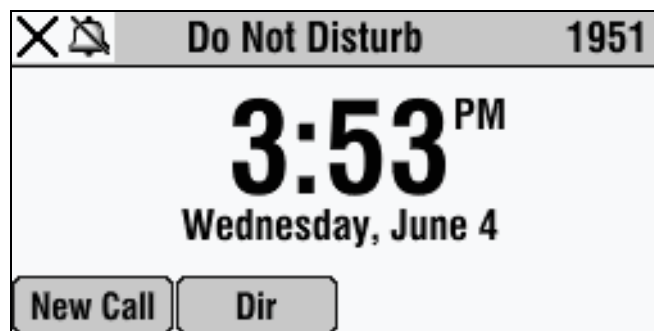 Do Not Disturb 1951
3:53 PM
Wednesday, June 4
New Call Dir